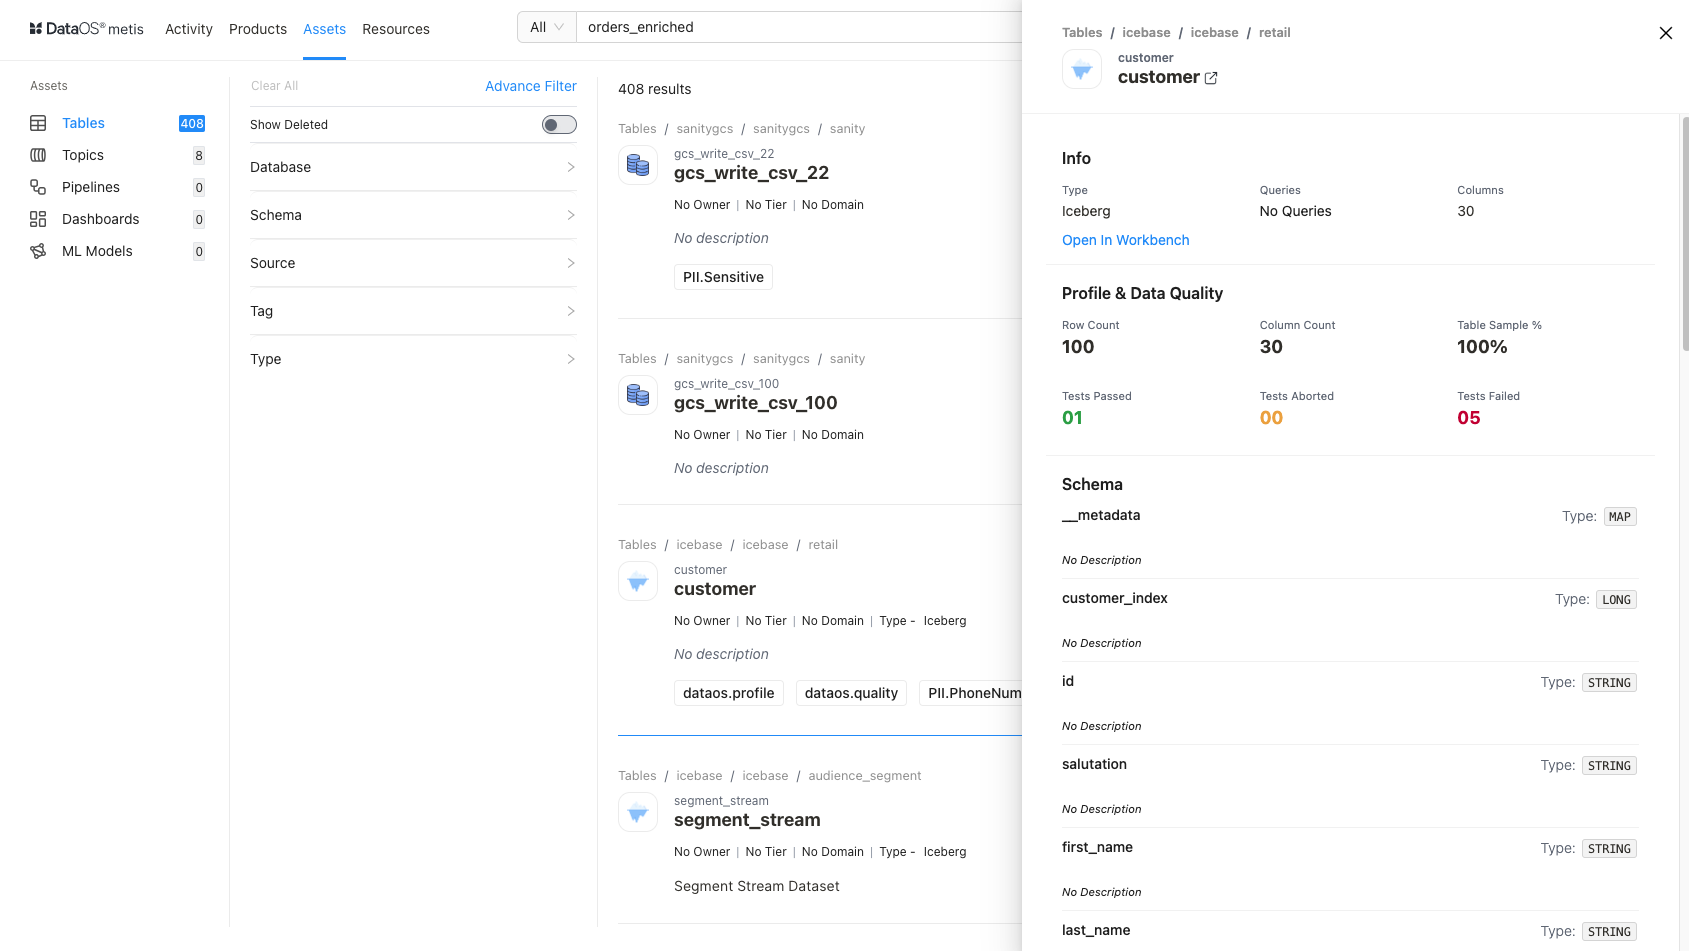 DataOS® metis
Activity
Products
Assets
Resources
All
orders_enriched
Assets
Tables 408
Topics 8
Pipelines 0
Dashboards 0
ML Models 0
Clear All
Advance Filter
Show Deleted
Database
Schema
Source
Tag
Type
408 results
Tables / sanitygcs / sanitygcs / sanity
gcs_write_csv_22
gcs_write_csv_22
No Owner | No Tier | No Domain
No description
PII.Sensitive
Tables / sanitygcs / sanitygcs / sanity
gcs_write_csv_100
gcs_write_csv_100
No Owner | No Tier | No Domain
No description
Tables / icebase / icebase / retail
customer
customer
No Owner | No Tier | No Domain | Type - Iceberg
No description
dataos.profile dataos.quality PII.PhoneNum
Tables / icebase / icebase / audience_segment
segment_stream
segment_stream
No Owner | No Tier | No Domain | Type - Iceberg
Segment Stream Dataset
Tables / icebase / icebase / retail
customer
customer
Info
Type Queries Columns
Iceberg No Queries 30
Open In Workbench
Profile & Data Quality
Row Count Column Count Table Sample %
100 30 100%
Tests Passed Tests Aborted Tests Failed
01 00 05
Schema
__metadata Type: MAP
No Description
customer_index Type: LONG
No Description
id Type: STRING
No Description
salutation Type: STRING
No Description
first_name Type: STRING
No Description
last_name Type: STRING